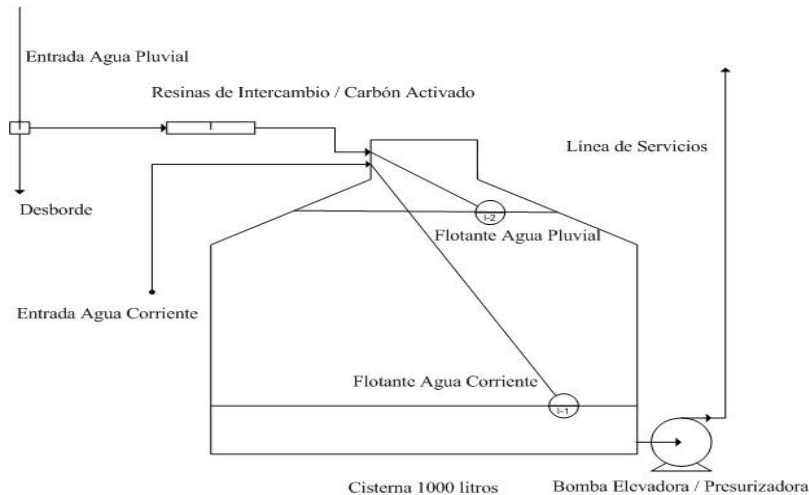 Entrada Agua Pluvial
Resinas de Intercambio / Carbón Activado
Línea de Servicios
Desborde
I-2
Flotante Agua Pluvial
Entrada Agua Corriente
Flotante Agua Corriente
I-1
Cisterna 1000 litros
Bomba Elevadora / Presurizadora